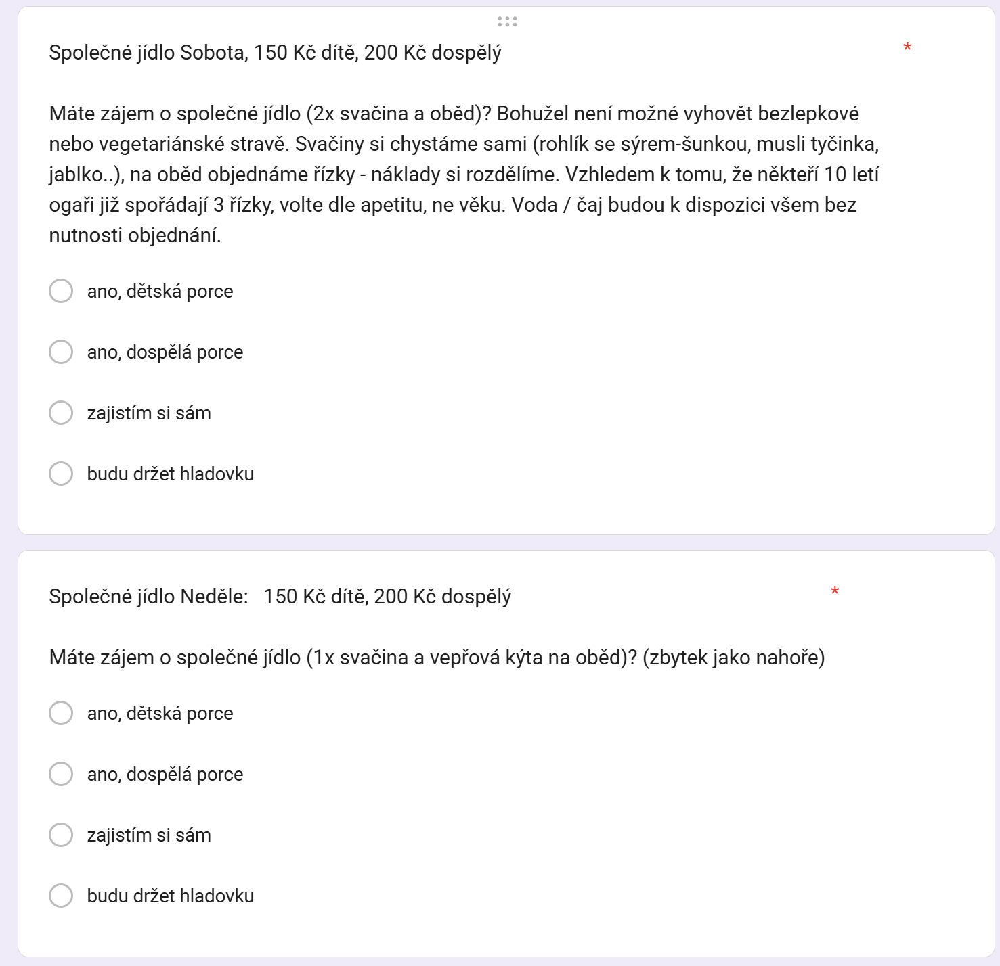 Společné jídlo Sobota, 150 Kč dítě, 200 Kč dospělý *
Máte zájem o společné jídlo (2x svačina a oběd)? Bohužel není možné vyhovět bezlepkové
nebo vegetariánské stravě. Svačiny si chystáme sami (rohlík se sýrem-šunkou, musli tyčinka,
jablko..), na oběd objednáme řízky - náklady si rozdělíme. Vzhledem k tomu, že někteří 10 letí
ogaři již spořádají 3 řízky, volte dle apetitu, ne věku. Voda / čaj budou k dispozici všem bez
nutnosti objednání.
ano, dětská porce
ano, dospělá porce
zajistím si sám
budu držet hladovku
Společné jídlo Neděle:   150 Kč dítě, 200 Kč dospělý *
Máte zájem o společné jídlo (1x svačina a vepřová kýta na oběd)? (zbytek jako nahoře)
ano, dětská porce
ano, dospělá porce
zajistím si sám
budu držet hladovku